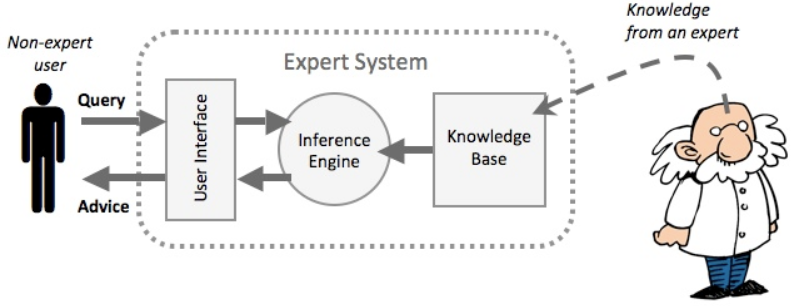 Knowledge
from an expert
Non-expert
user
Expert System
Query
User Interface
Inference
Engine
Knowledge
Base
Advice